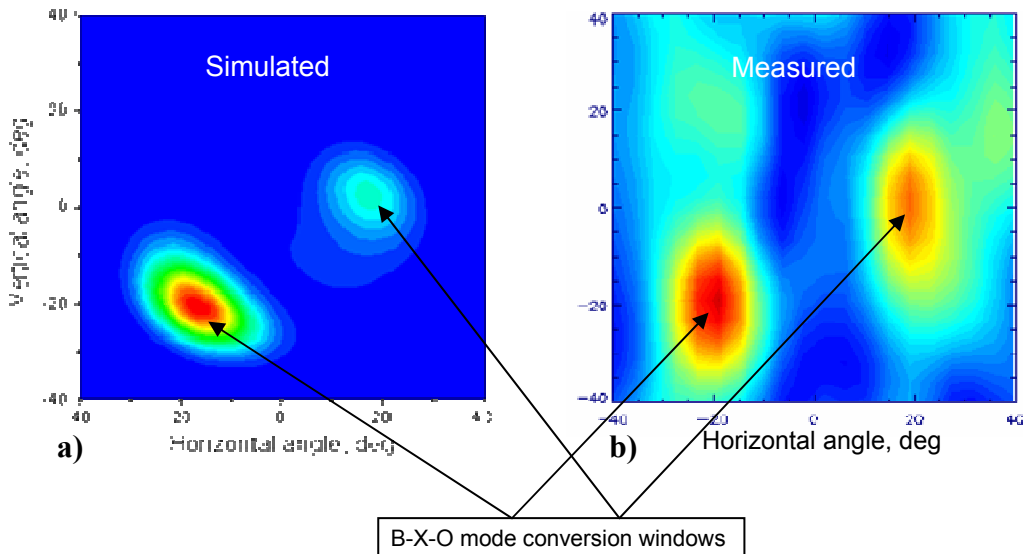 Simulated
Measured
40
20
0
-20
-40
Vertical angle, deg
40
20
0
20
40
Horizontal angle, deg
a)
40
20
0
-20
-40
-40
-20
0
20
40
Horizontal angle, deg
b)
B-X-O mode conversion windows